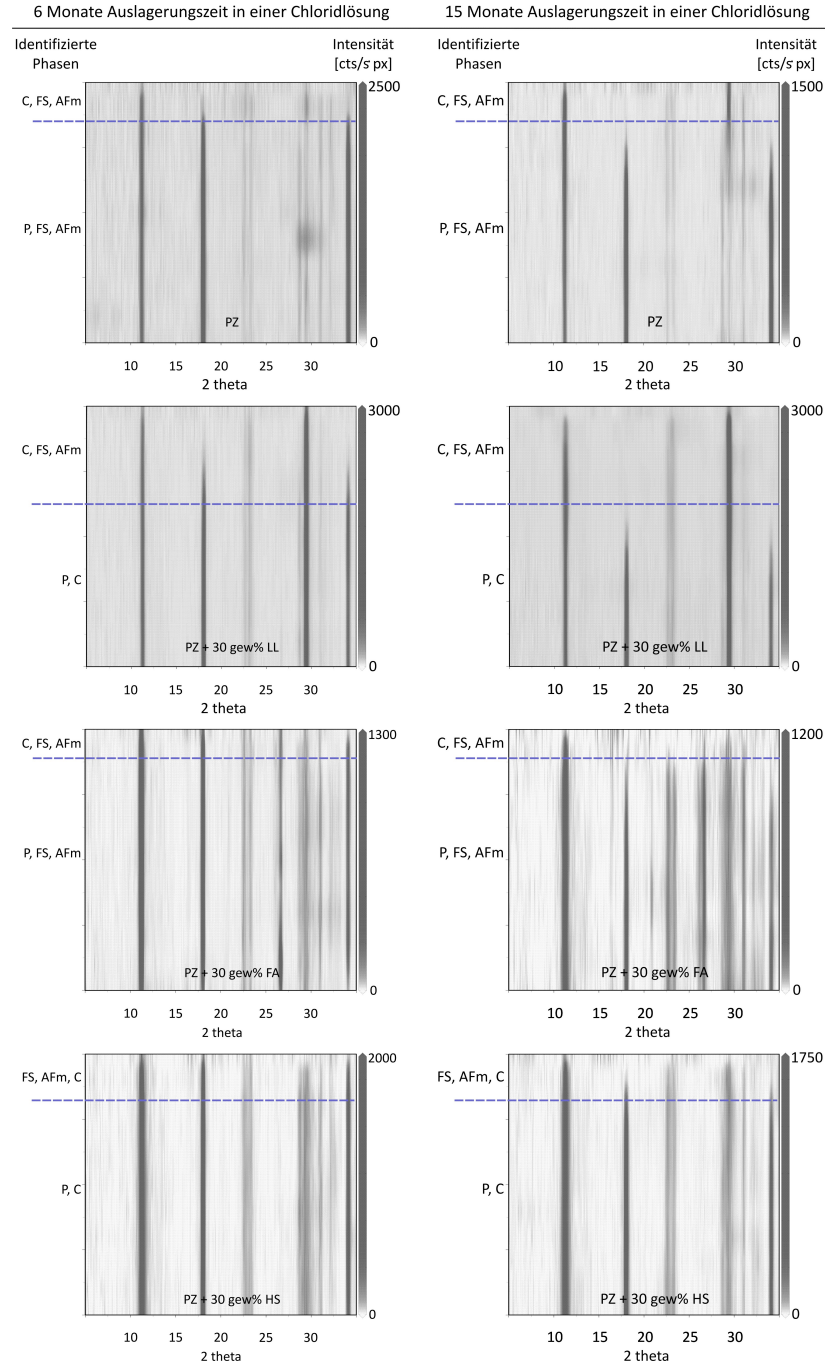 6 Monate Auslagerungszeit in einer Chloridlösung
15 Monate Auslagerungszeit in einer Chloridlösung
Identifizierte
Phasen
Intensität
[cts/s px]
Identifizierte
Phasen
Intensität
[cts/s px]
C, FS, AFm
P, FS, AFm
2500
0
PZ
10 15 20 25 30
2 theta
C, FS, AFm
P, FS, AFm
1500
0
PZ
10 15 20 25 30
2 theta
C, FS, AFm
P, C
3000
0
PZ + 30 gew% LL
10 15 20 25 30
2 theta
C, FS, AFm
P, C
3000
0
PZ + 30 gew% LL
10 15 20 25 30
2 theta
C, FS, AFm
P, FS, AFm
1300
0
PZ + 30 gew% FA
10 15 20 25 30
2 theta
C, FS, AFm
P, FS, AFm
1200
0
PZ + 30 gew% FA
10 15 20 25 30
2 theta
FS, AFm, C
P, C
2000
0
PZ + 30 gew% HS
10 15 20 25 30
2 theta
FS, AFm, C
P, C
1750
0
PZ + 30 gew% HS
10 15 20 25 30
2 theta